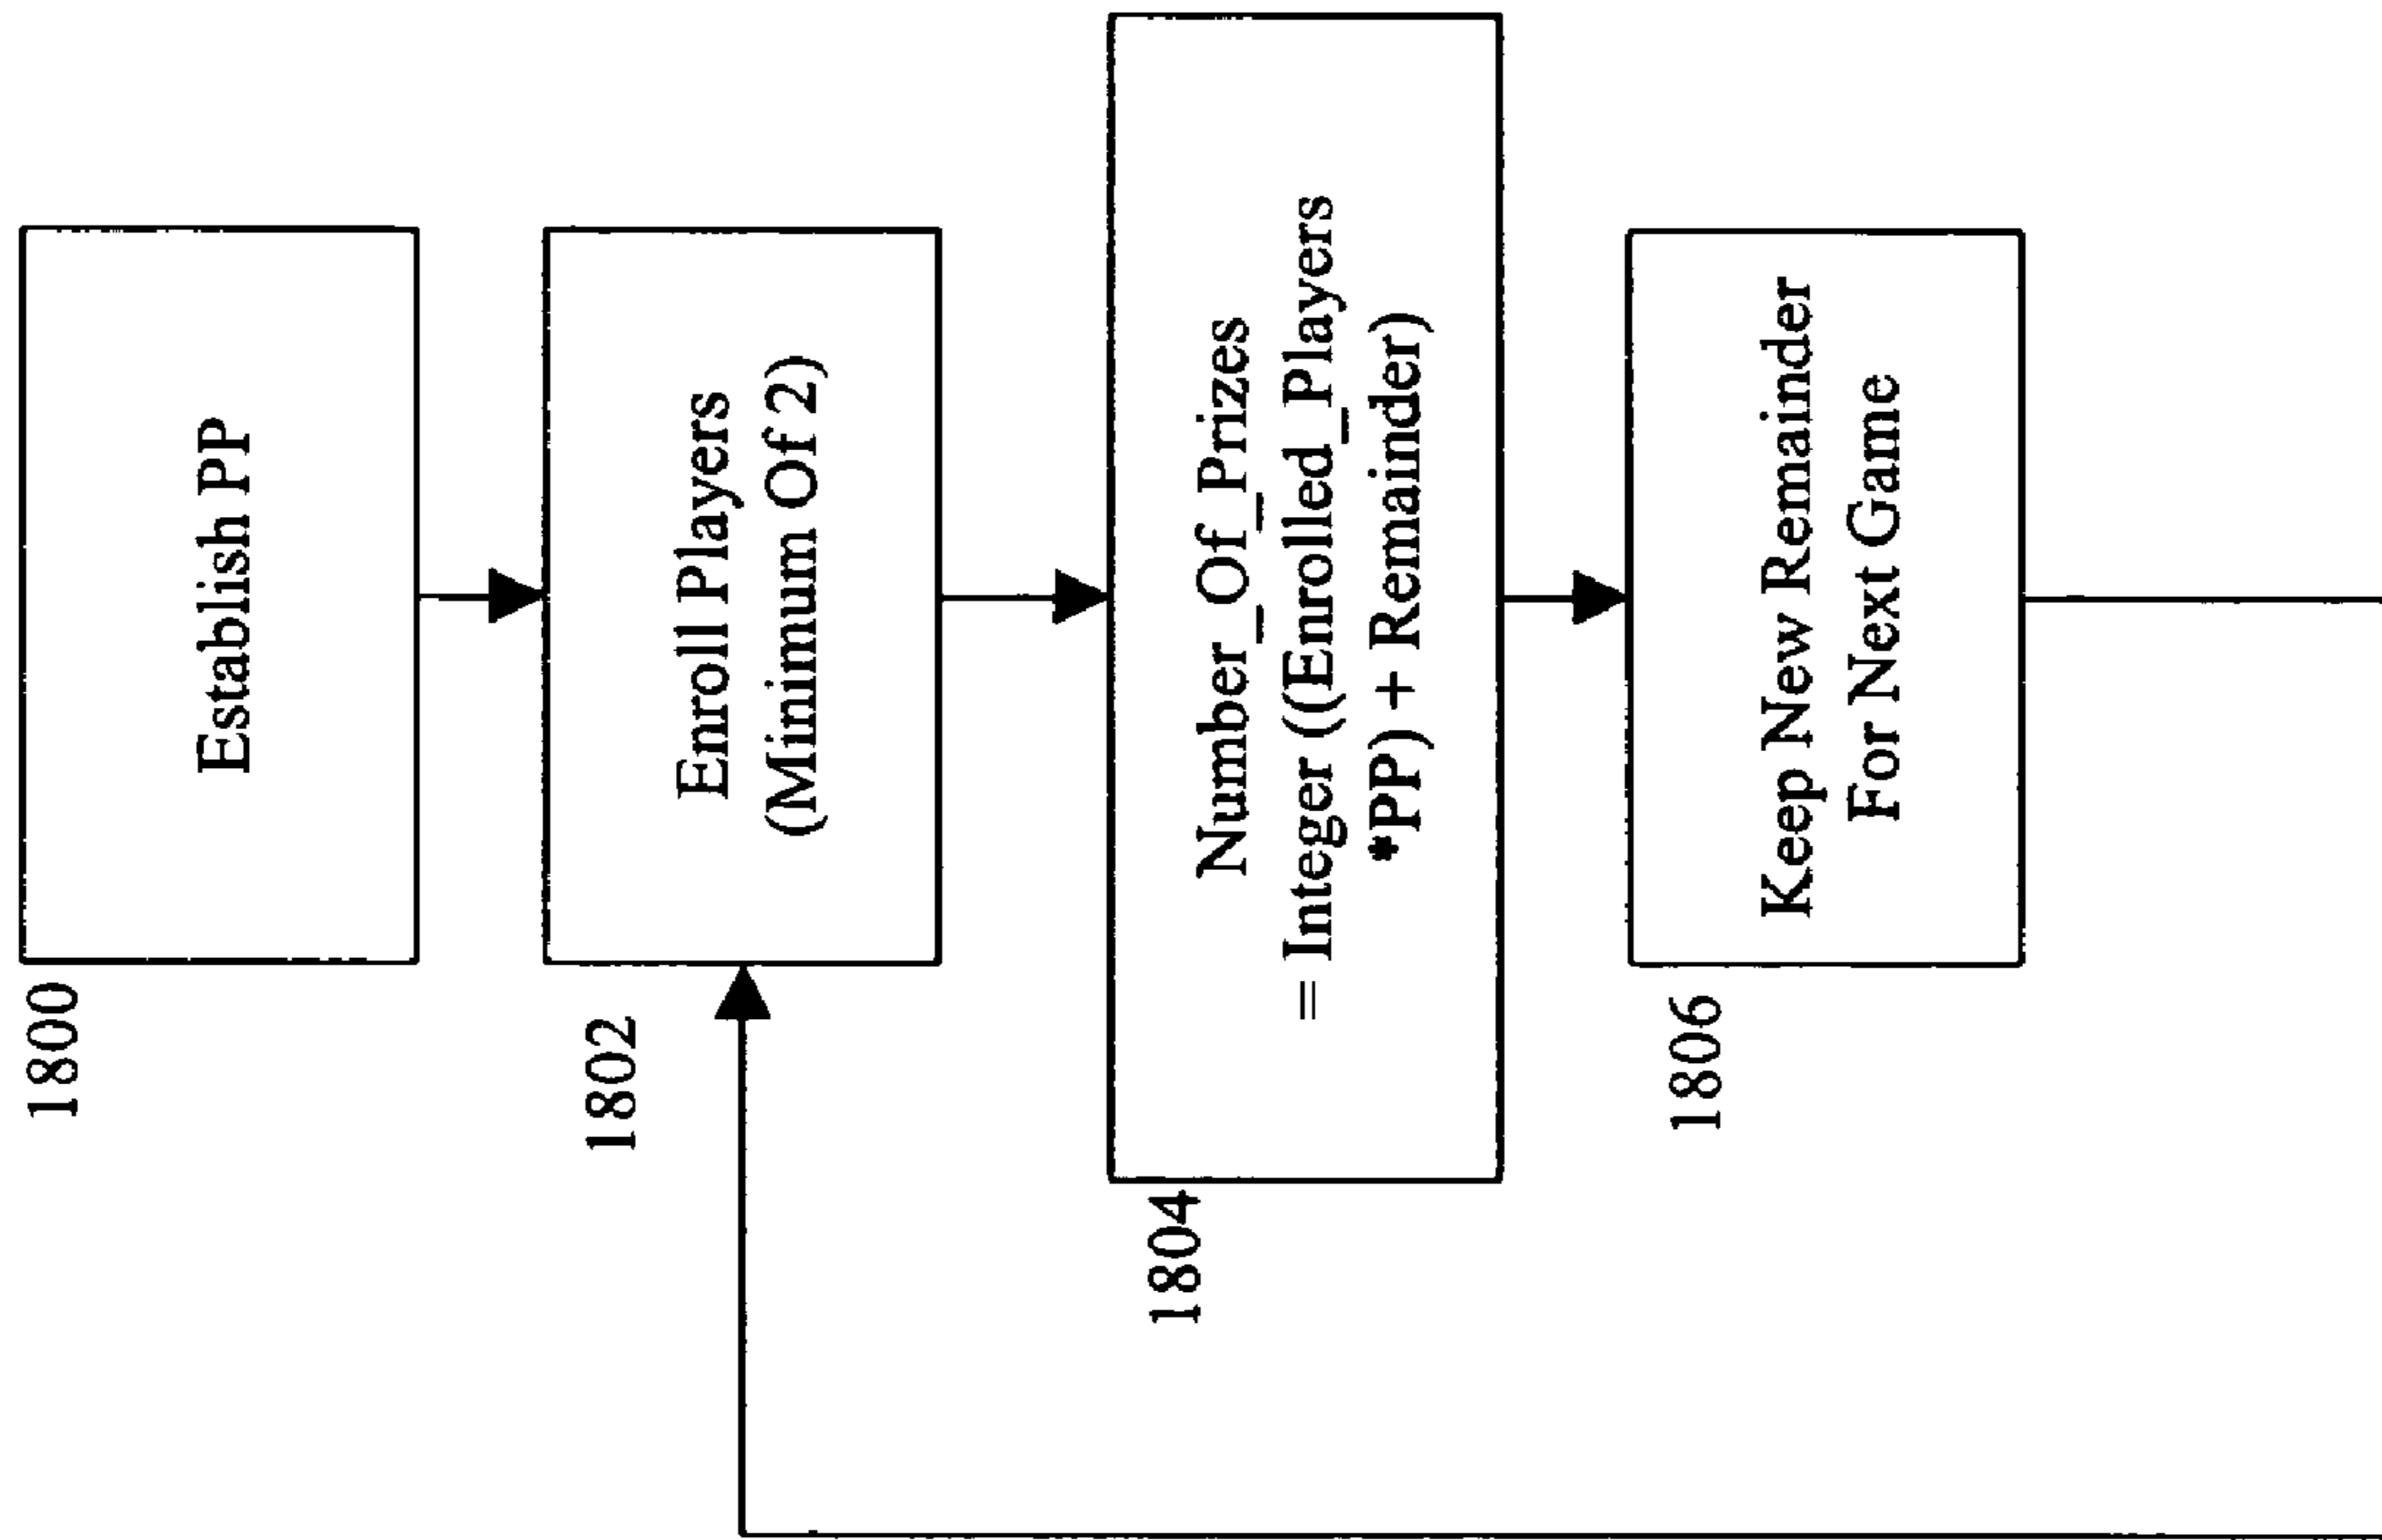 1800
Establish PP
1802
Enroll Players
(Minimum Of 2)
1804
Number_Of_Prizes
= Integer ((Enrolled_Players
*PP) + Remainder)
1806
Keep New Remainder
For Next Game